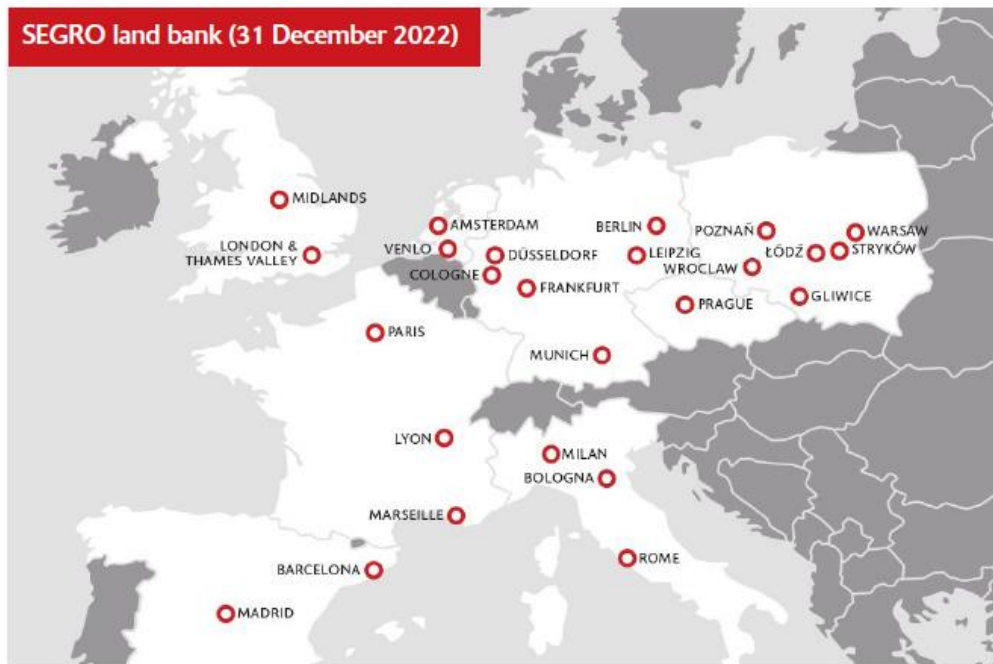 SEGRO land bank (31 December 2022)
MIDLANDS
LONDON &
THAMES VALLEY
AMSTERDAM
VENLO
DÜSSELDORF
COLOGNE
FRANKFURT
BERLIN
LEIPZIG
POZNAÑ
WARSAW
ŁÓDŹ
STRYKÓW
WROCLAW
GLIWICE
PRAGUE
PARIS
MUNICH
LYON
MILAN
BOLOGNA
MARSEILLE
ROME
BARCELONA
MADRID